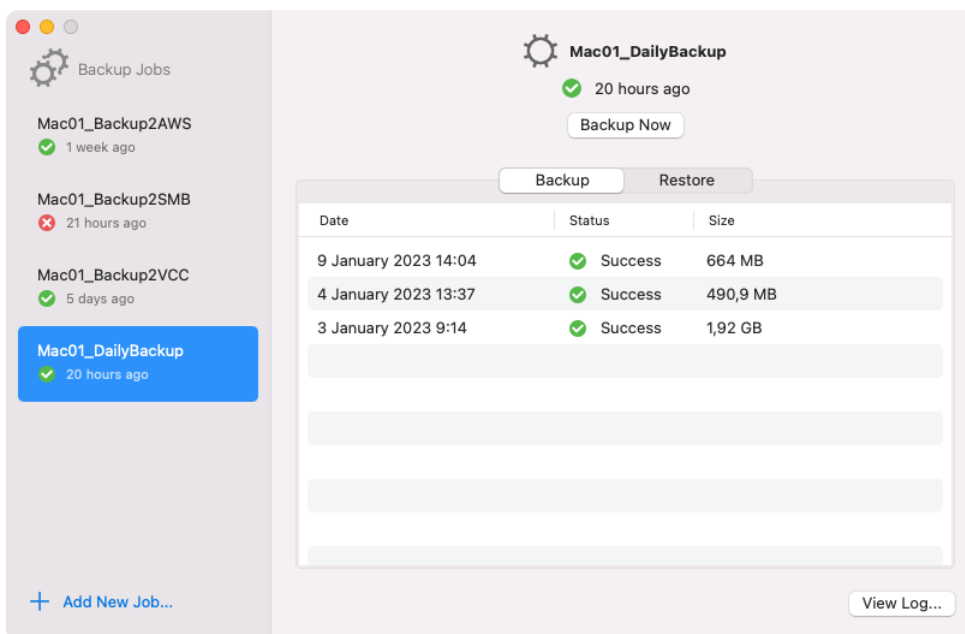 Backup Jobs
Mac01_Backup2AWS
1 week ago
Mac01_Backup2SMB
21 hours ago
Mac01_Backup2VCC
5 days ago
Mac01_DailyBackup
20 hours ago
Add New Job...
Mac01_DailyBackup
20 hours ago
Backup Now
Backup Restore
Date Status Size
9 January 2023 14:04 Success 664 MB
4 January 2023 13:37 Success 490,9 MB
3 January 2023 9:14 Success 1,92 GB
View Log...